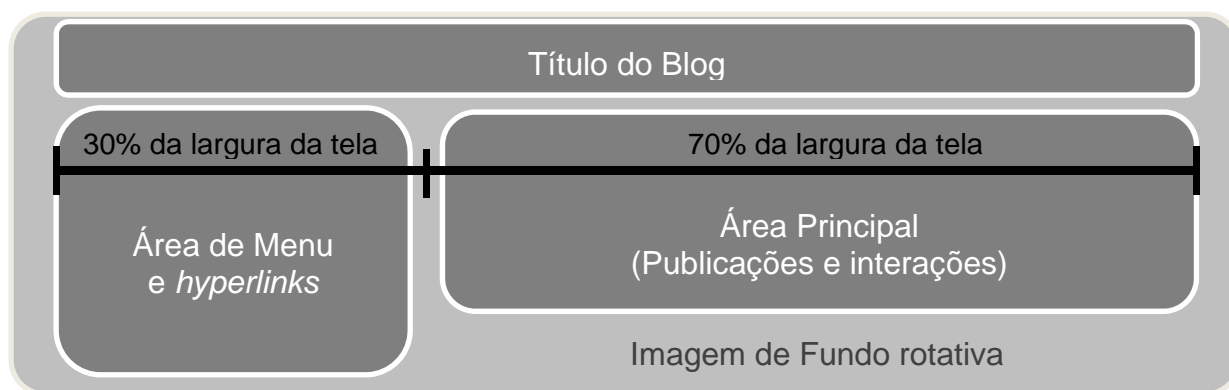 Título do Blog
30% da largura da tela
70% da largura da tela
Área de Menu
e hyperlinks
Área Principal
(Publicações e interações)
Imagem de Fundo rotativa